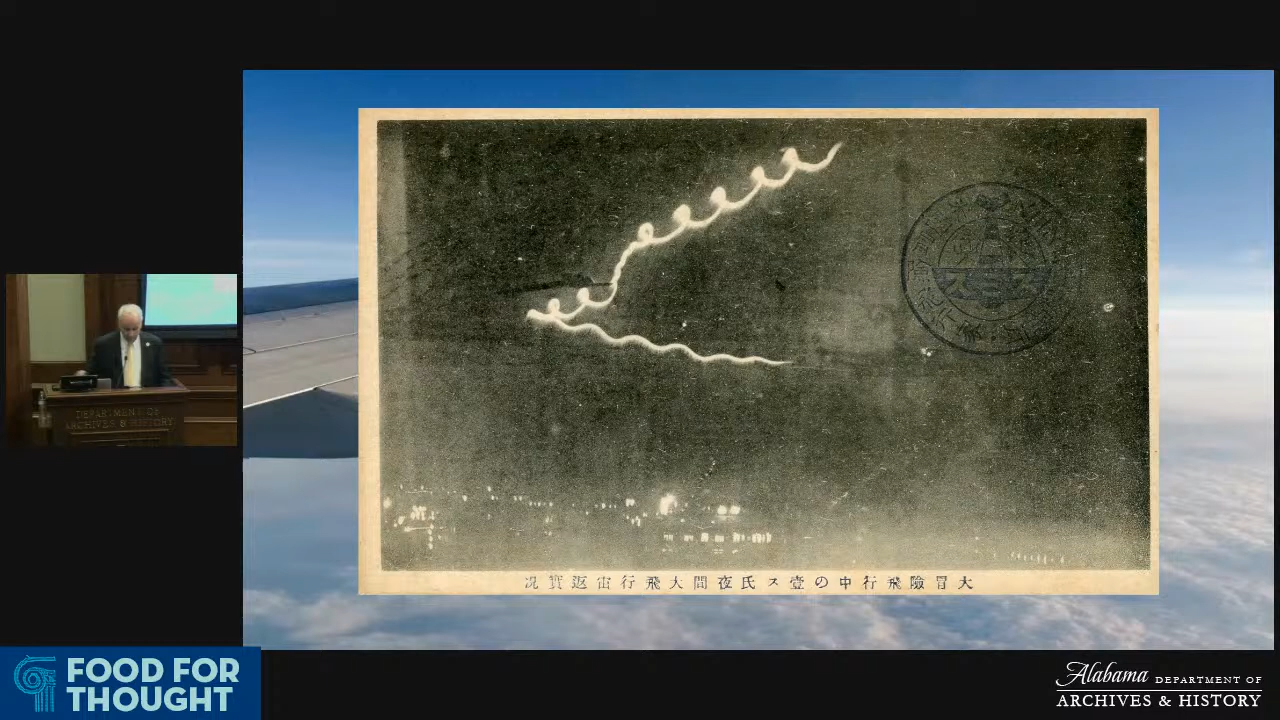 大冒險飛行中の壹ス氏夜間大飛行宙返實況
DEPARTMENT OF
ARCHIVES & HISTORY
FOOD FOR
THOUGHT
Alabama DEPARTMENT OF
ARCHIVES & HISTORY